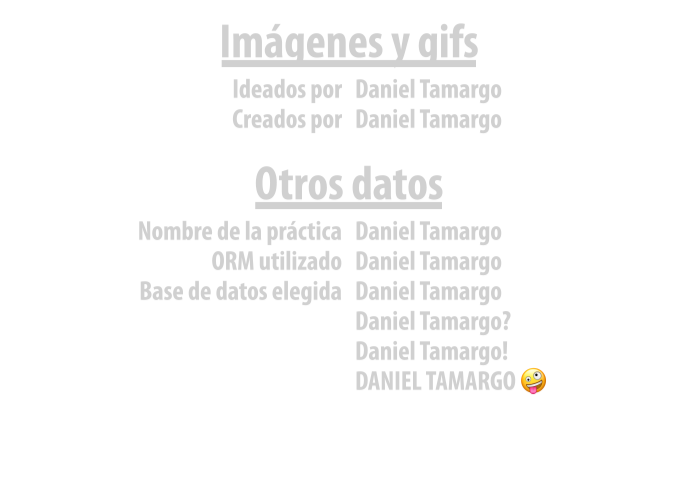 Imágenes y gifs
Ideados por Daniel Tamargo
Creados por Daniel Tamargo
Otros datos
Nombre de la práctica Daniel Tamargo
ORM utilizado Daniel Tamargo
Base de datos elegida Daniel Tamargo
Daniel Tamargo?
Daniel Tamargo!
DANIEL TAMARGO 🤪